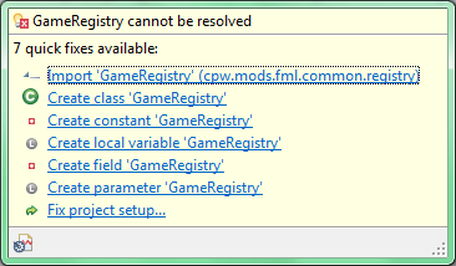 GameRegistry cannot be resolved
7 quick fixes available:
Import 'GameRegistry' (cpw.mods.fml.common.registry)
Create class 'GameRegistry'
Create constant 'GameRegistry'
Create local variable 'GameRegistry'
Create field 'GameRegistry'
Create parameter 'GameRegistry'
Fix project setup...